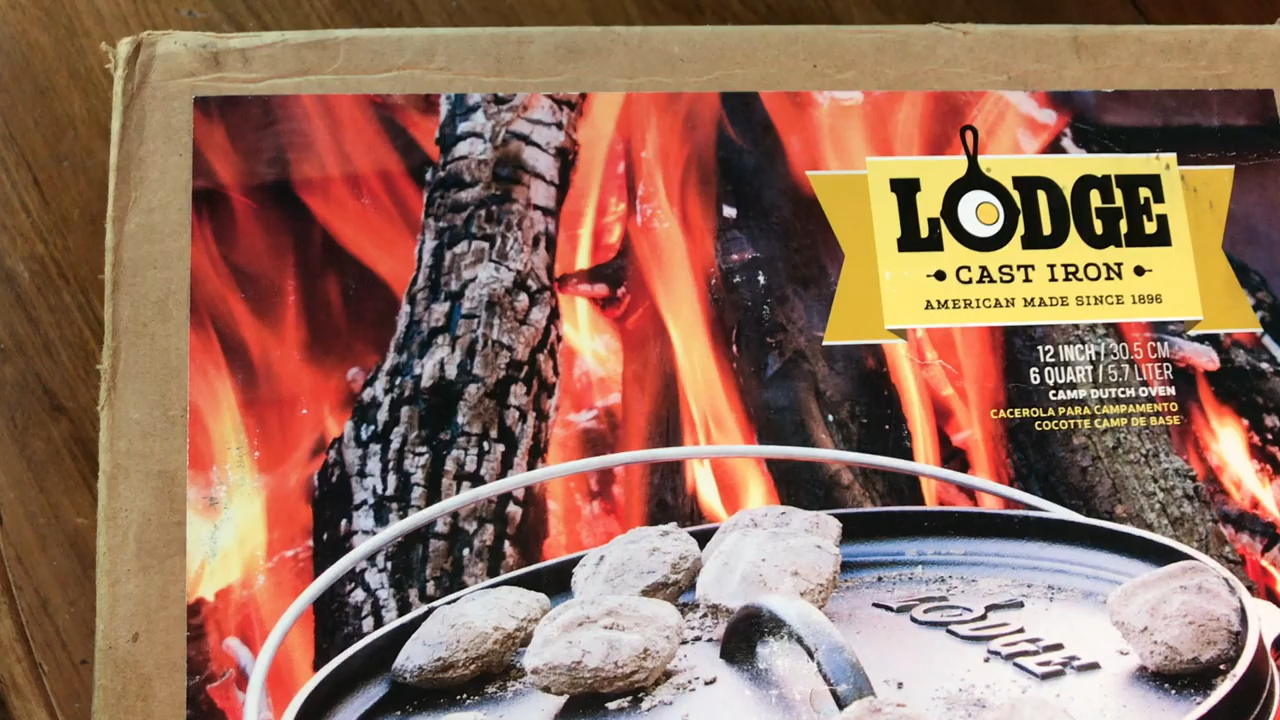 LODGE
CAST IRON
AMERICAN MADE SINCE 1896
12 INCH / 30.5 CM
6 QUART / 5.7 LITER
CAMP DUTCH OVEN
CACEROLA PARA CAMPAMENTO
COCOTTE CAMP DE BASE
LODGE